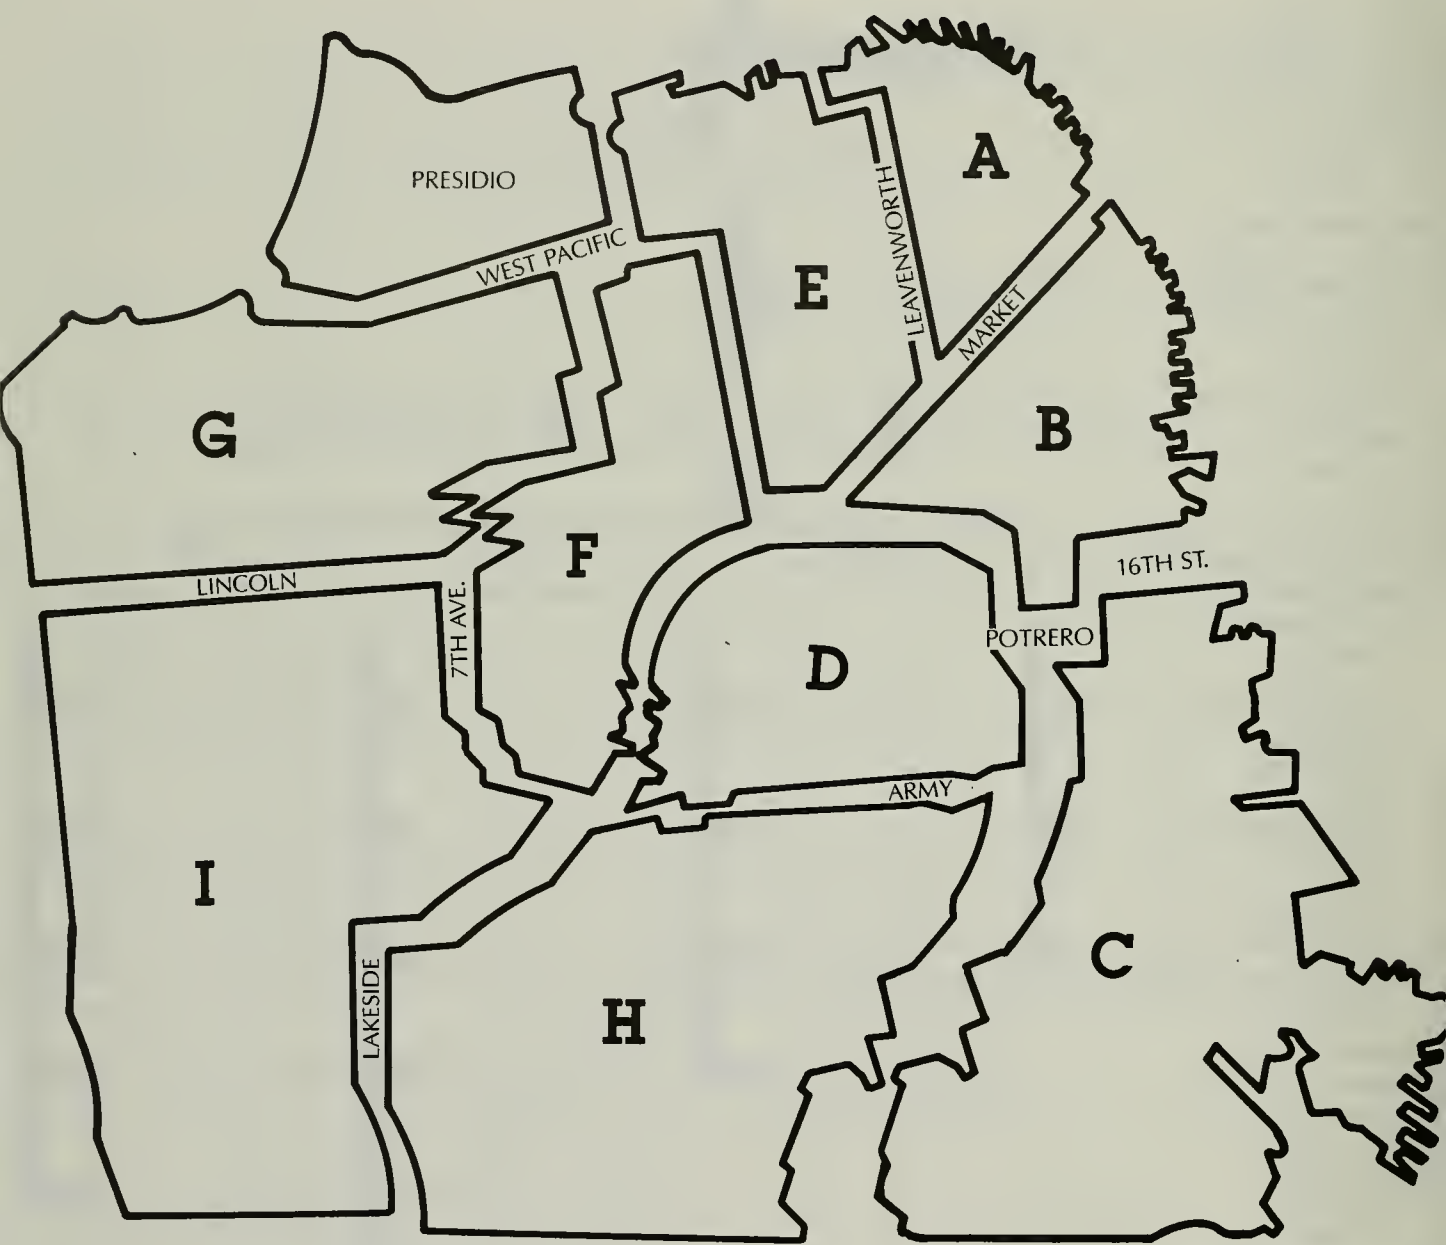 PRESIDIO
WEST PACIFIC
A
LEAVENWORTH
E
MARKET
G
B
F
LINCOLN
7TH AVE.
16TH ST.
POTRERO
D
ARMY
I
C
LAKESIDE
H